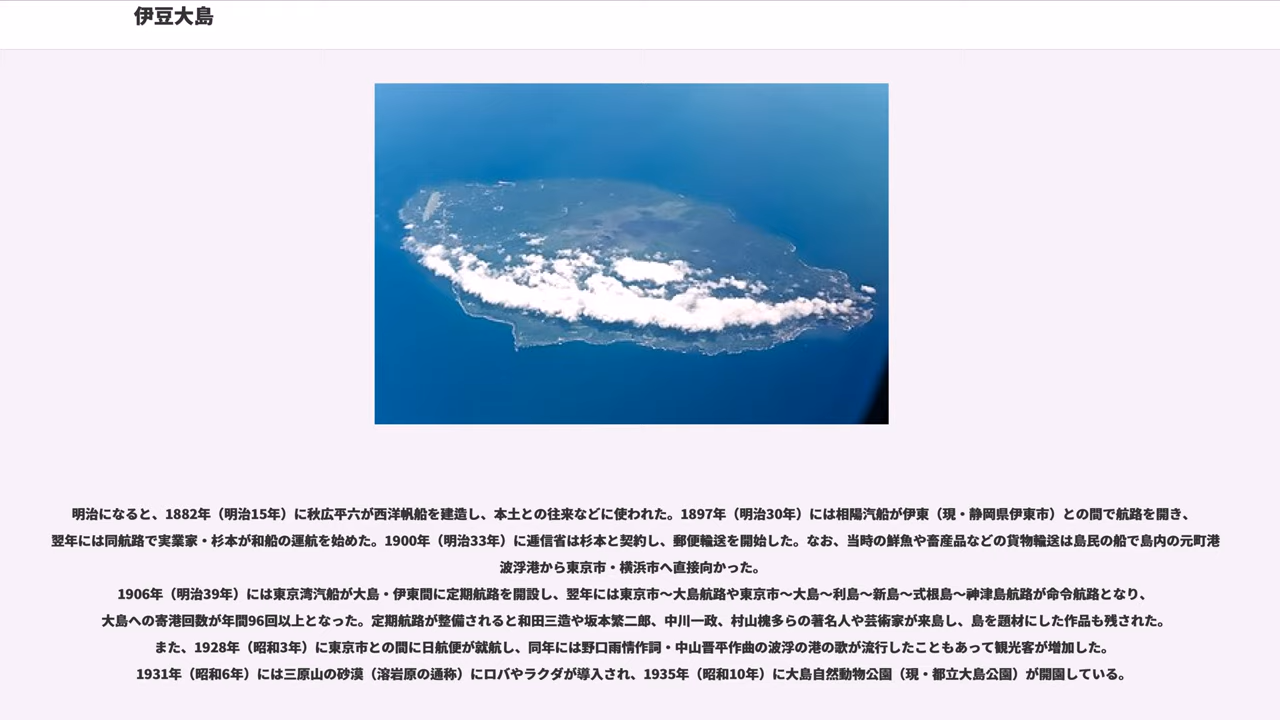 伊豆大島
明治になると、1882年（明治15年）に秋広平六が西洋帆船を建造し、本土との往来などに使われた。1897年（明治30年）には相陽汽船が伊東（現・静岡県伊東市）との間で航路を開き、
翌年には同航路で実業家・杉本が和船の運航を始めた。1900年（明治33年）に逓信省は杉本と契約し、郵便輸送を開始した。なお、当時の鮮魚や畜産品などの貨物輸送は島民の船で島内の元町港
波浮港から東京市・横浜市へ直接向かった。
1906年（明治39年）には東京湾汽船が大島・伊東間に定期航路を開設し、翌年には東京市〜大島航路や東京市〜大島〜利島〜新島〜式根島〜神津島航路が命令航路となり、
大島への寄港回数が年間96回以上となった。定期航路が整備されると和田三造や坂本繁二郎、中川一政、村山槐多らの著名人や芸術家が来島し、島を題材にした作品も残された。
また、1928年（昭和3年）に東京市との間に日航便が就航し、同年には野口雨情作詞・中山晋平作曲の波浮の港の歌が流行したこともあって観光客が増加した。
1931年（昭和6年）には三原山の砂漠（溶岩原の通称）にロバやラクダが導入され、1935年（昭和10年）に大島自然動物公園（現・都立大島公園）が開園している。